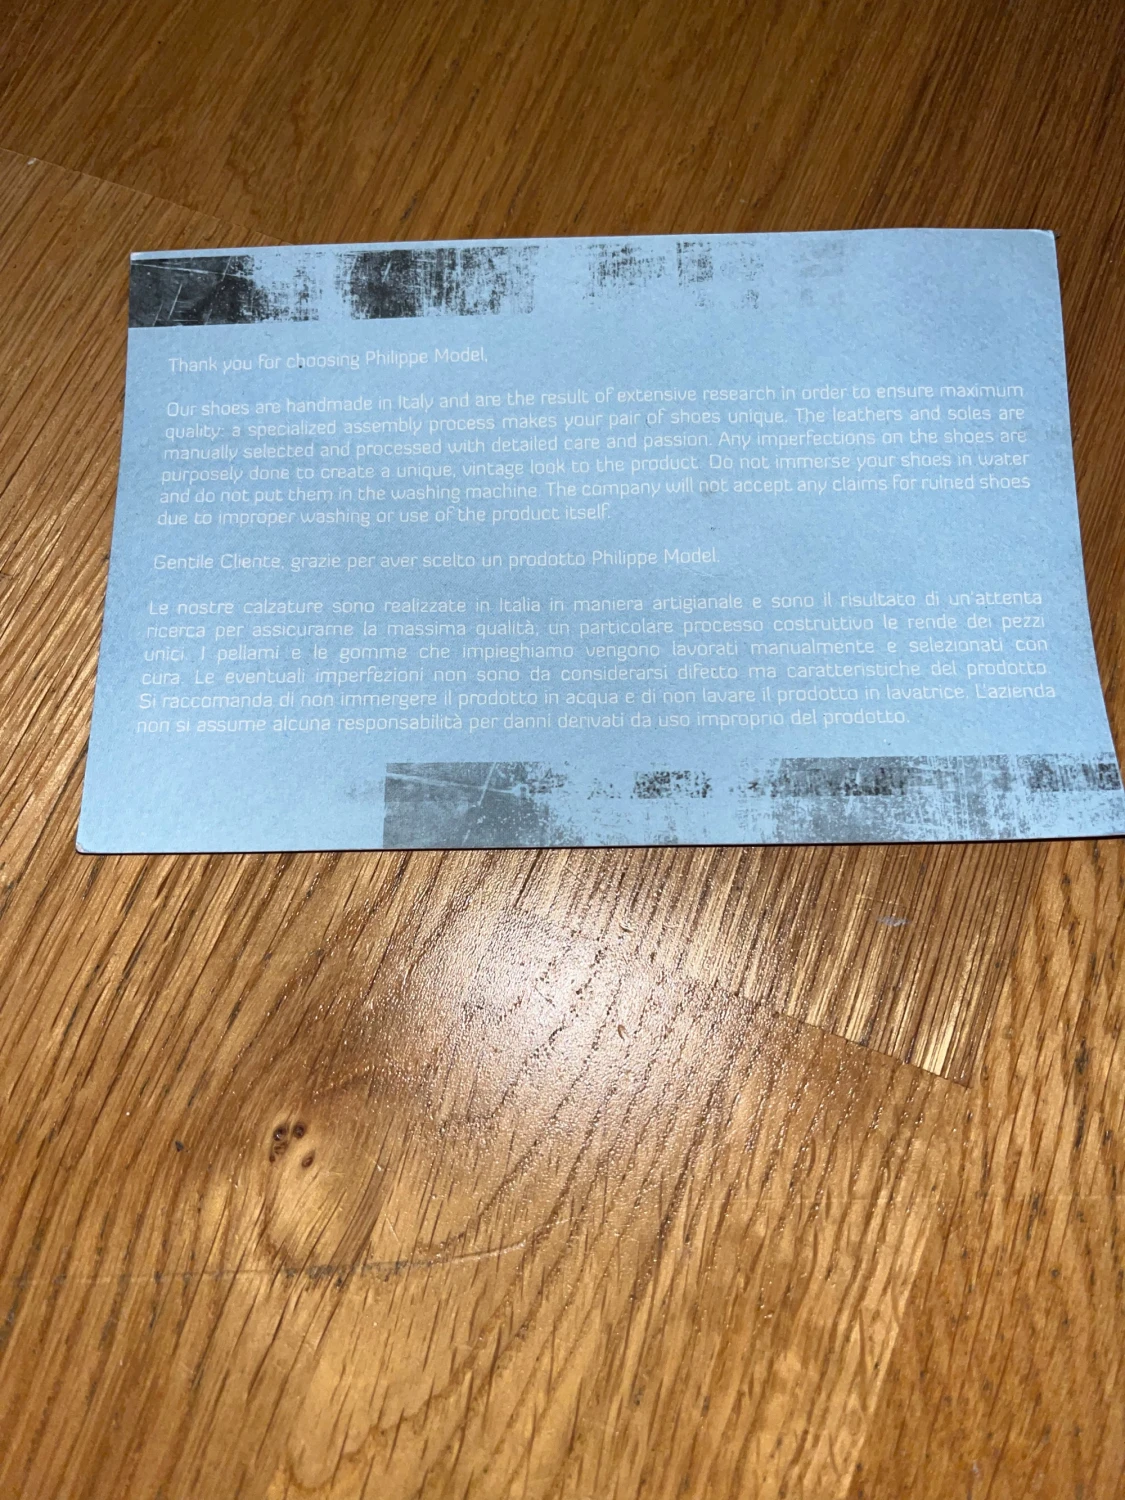 Thank you for choosing Philippe Model,
Our shoes are handmade in Italy and are the result of extensive research in order to ensure maximum
quality: a specialized assembly process makes your pair of shoes unique. The leathers and soles are
manually selected and processed with detailed care and passion. Any imperfections on the shoes are
purposely done to create a unique, vintage look to the product. Do not immerse your shoes in water
and do not put them in the washing machine. The company will not accept any claims for ruined shoes
due to improper washing or use of the product itself.
Gentile Cliente, grazie per aver scelto un prodotto Philippe Model.
Le nostre calzature sono realizzate in Italia in maniera artigianale e sono il risultato di un'attenta
ricerca per assicurarne la massima qualità; un particolare processo costruttivo le rende dei pezzi
unici. I pellami e le gomme che impieghiamo vengono lavorati manualmente e selezionati con
cura. Le eventuali imperfezioni non sono da considerarsi difetto ma caratteristiche del prodotto.
Si raccomanda di non immergere il prodotto in acqua e di non lavare il prodotto in lavatrice. L'azienda
non si assume alcuna responsabilità per danni derivati da uso improprio del prodotto.